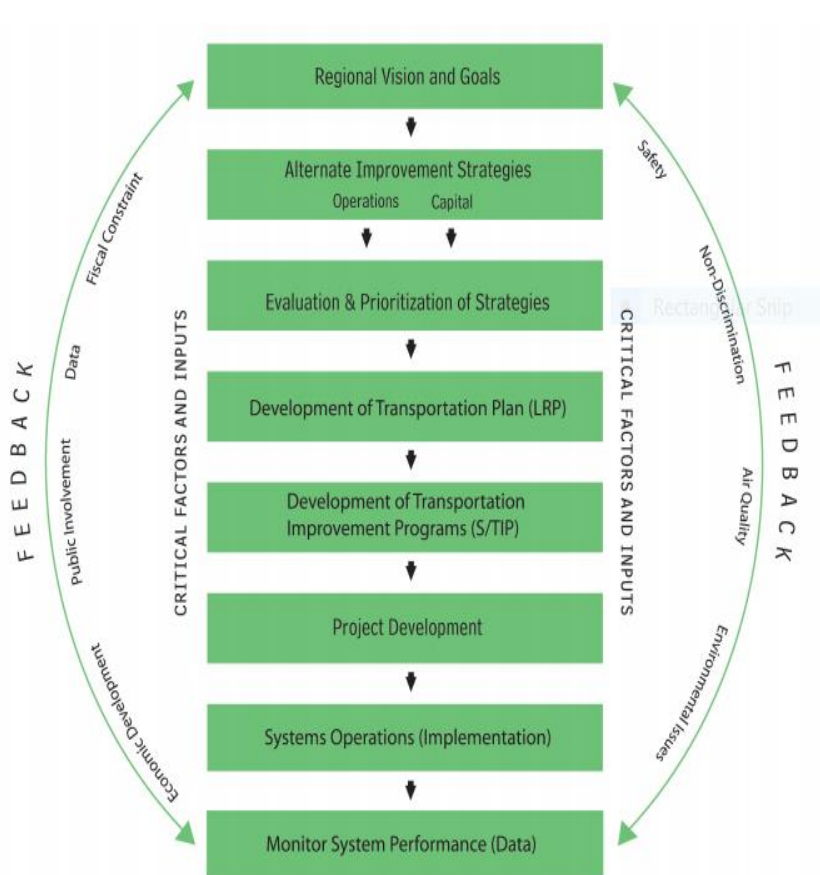 Regional Vision and Goals
Alternate Improvement Strategies
Operations Capital
Evaluation & Prioritization of Strategies
Development of Transportation Plan (LRP)
Development of Transportation
Improvement Programs (S/TIP)
Project Development
Systems Operations (Implementation)
Monitor System Performance (Data)
FEEDBACK
Fiscal Constraint
Data
Public Involvement
Economic Development
CRITICAL FACTORS AND INPUTS
CRITICAL FACTORS AND INPUTS
Safety
Non-Discrimination
Air Quality
Environmental Issues
FEEDBACK
Rectangular Snip